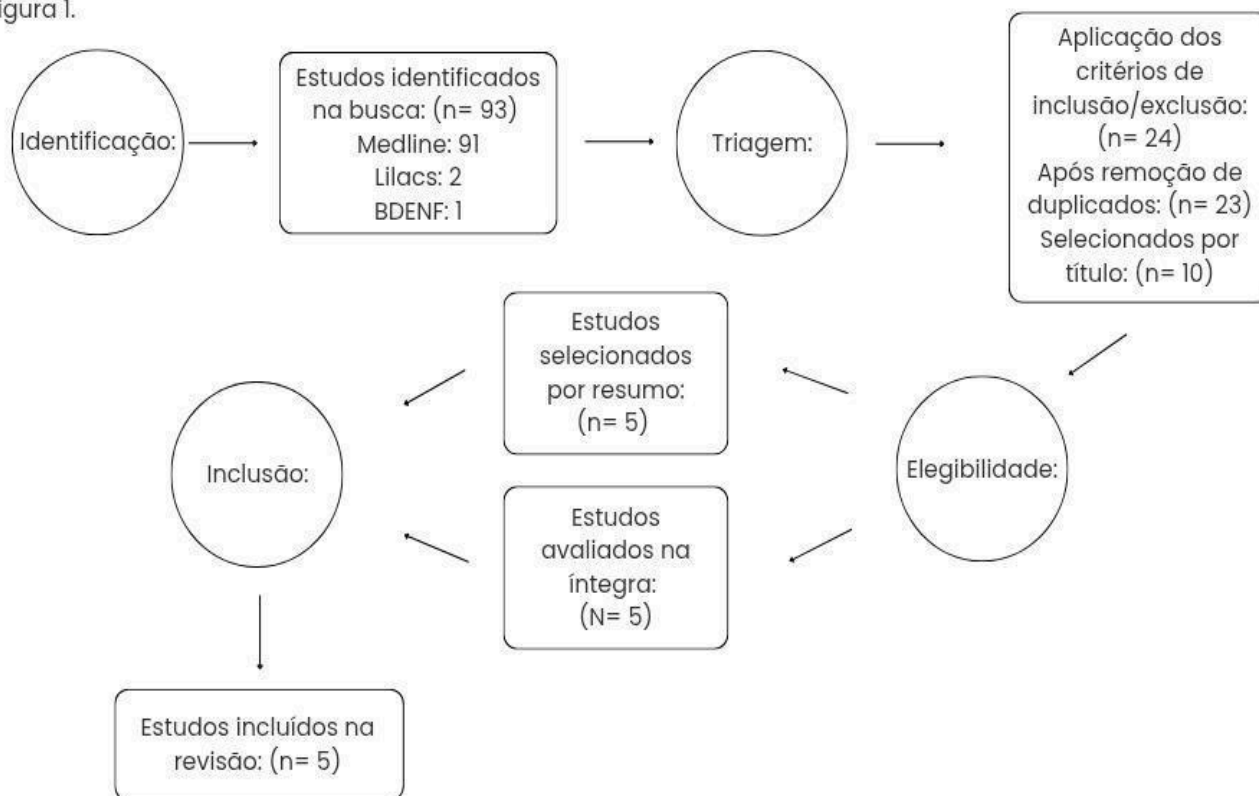 igura 1.
Identificação:
Estudos identificados
na busca: (n= 93)
Medline: 91
Lilacs: 2
BDENF: 1
Triagem:
Aplicação dos
critérios de
inclusão/exclusão:
(n= 24)
Após remoção de
duplicados: (n= 23)
Selecionados por
título: (n= 10)
Elegibilidade:
Estudos
selecionados
por resumo:
(n= 5)
Estudos
avaliados na
íntegra:
(N= 5)
Inclusão:
Estudos incluídos na
revisão: (n= 5)